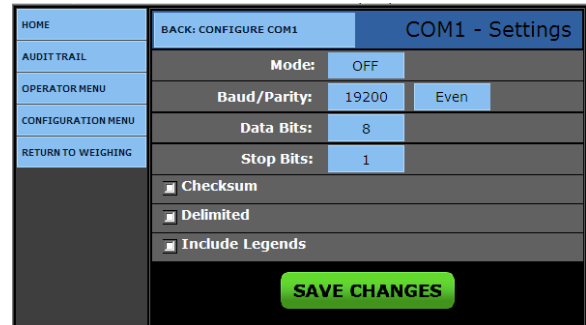 HOME
BACK: CONFIGURE COM1
COM1 - Settings
AUDIT TRAIL
OPERATOR MENU
CONFIGURATION MENU
RETURN TO WEIGHING
Mode: OFF
Baud/Parity: 19200 Even
Data Bits: 8
Stop Bits: 1
Checksum
Delimited
Include Legends
SAVE CHANGES